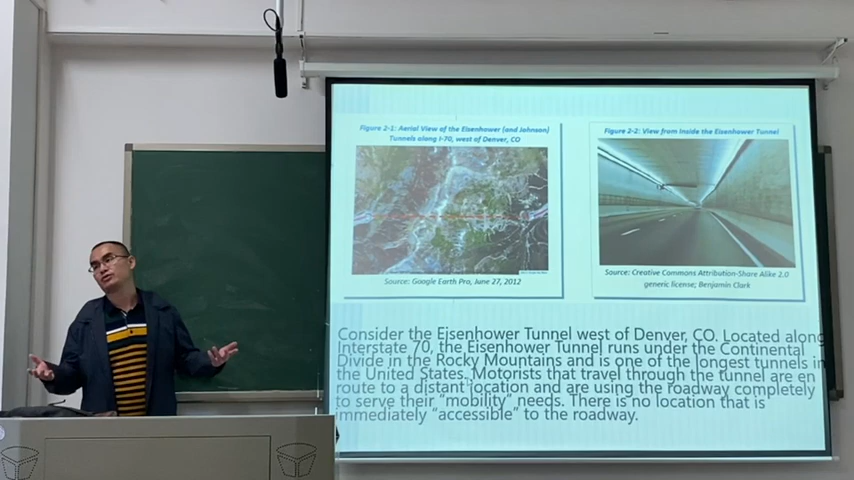 Figure 2-1: Aerial View of the Eisenhower (and Johnson)
Tunnels along I-70, west of Denver, CO
Source: Google Earth Pro, June 27, 2012
Figure 2-2: View from Inside the Eisenhower Tunnel
Source: Creative Commons Attribution-Share Alike 2.0
generic license; Benjamin Clark
Consider the Eisenhower Tunnel west of Denver, CO. Located along
Interstate 70, the Eisenhower Tunnel runs under the Continental
Divide in the Rocky Mountains and is one of the longest tunnels in
the United States. Motorists that travel through the tunnel are en
route to a distant location and are using the roadway completely
to serve their "mobility" needs. There is no location that is
immediately "accessible" to the roadway.